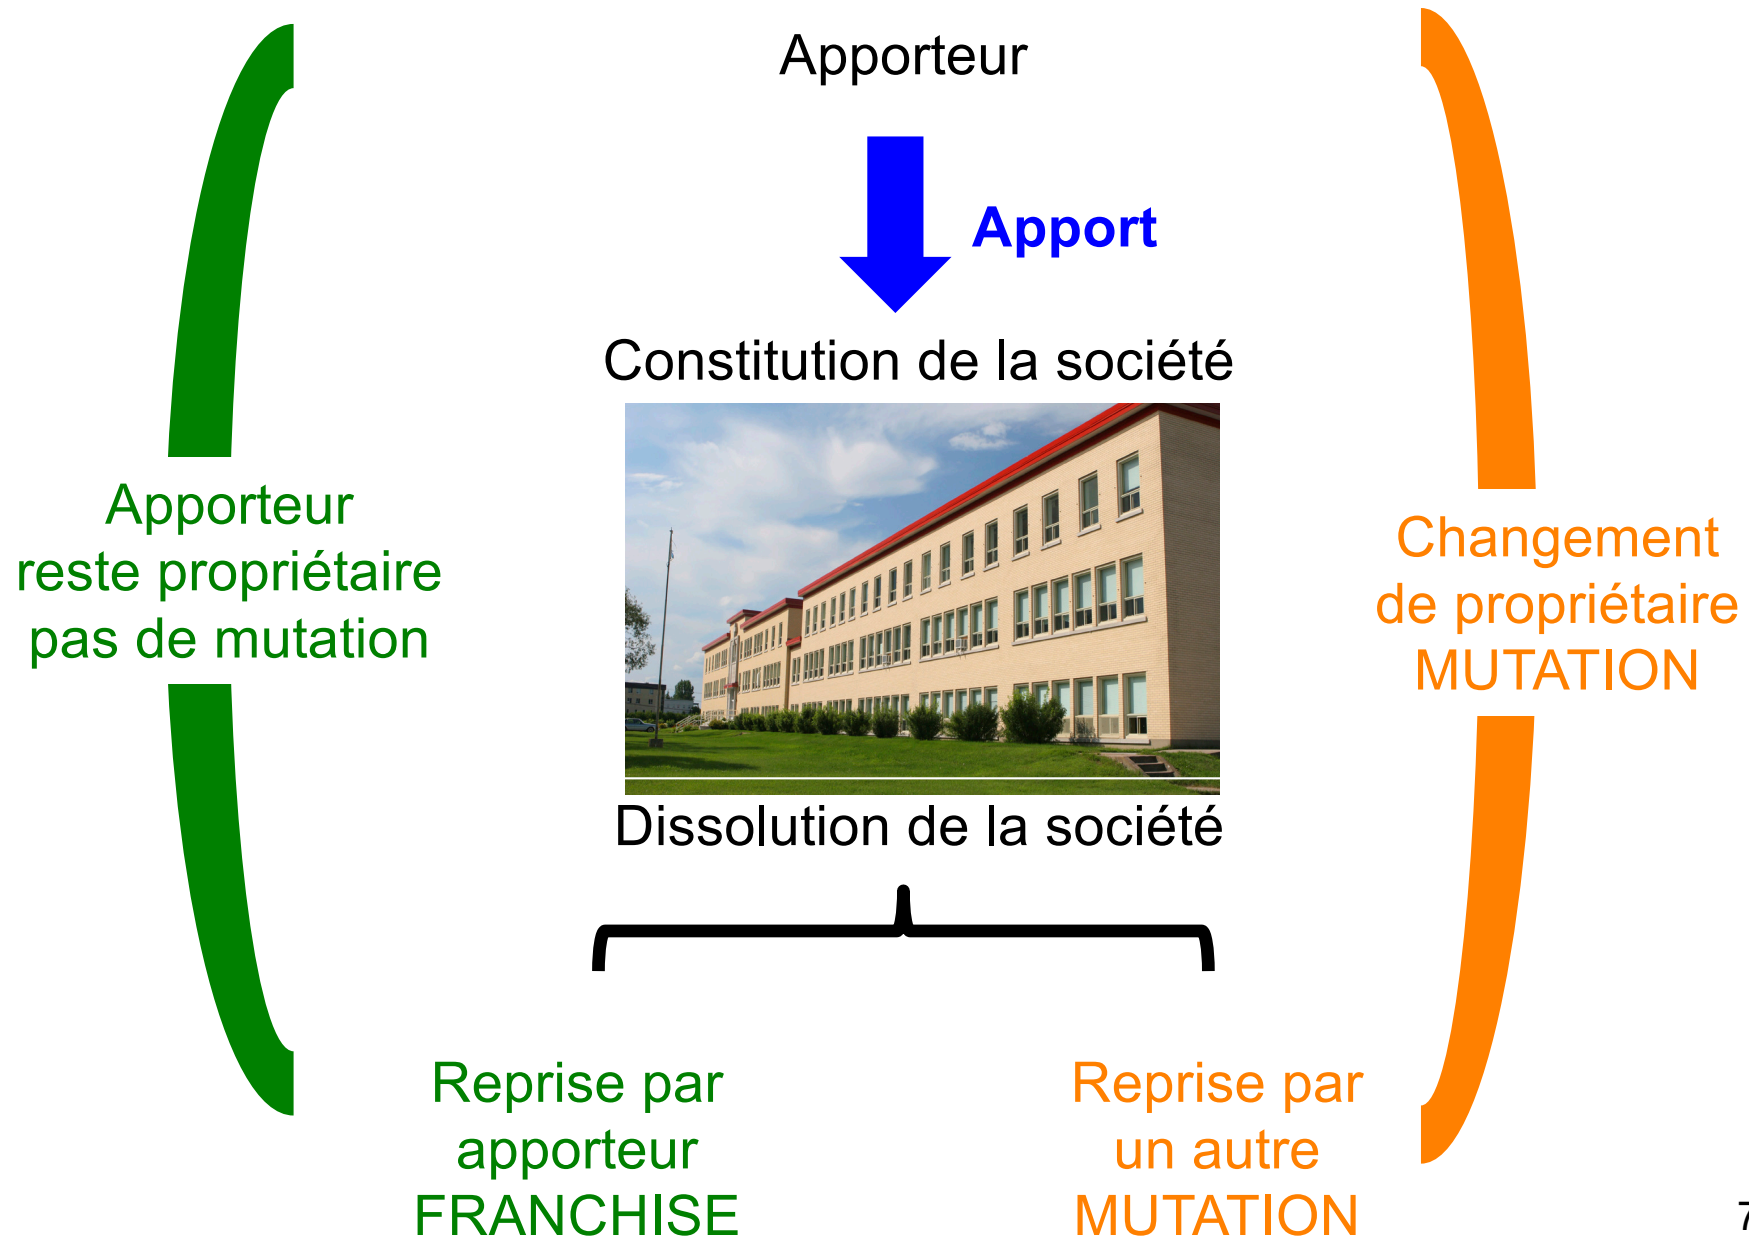 Apporteur
Apport
Constitution de la société
Apporteur
reste propriétaire
pas de mutation
Changement
de propriétaire
MUTATION
Dissolution de la société
Reprise par
apporteur
FRANCHISE
Reprise par
un autre
MUTATION
7